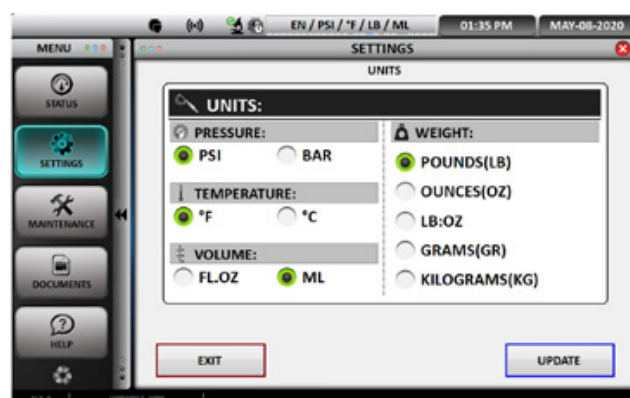 EN / PSI / °F / LB / ML
01:35 PM
MAY-08-2020
MENU
SETTINGS
UNITS
STATUS
SETTINGS
MAINTENANCE
DOCUMENTS
HELP
UNITS:
PRESSURE:
PSI
BAR
TEMPERATURE:
°F
°C
VOLUME:
FL.OZ
ML
WEIGHT:
POUNDS(LB)
OUNCES(OZ)
LB:OZ
GRAMS(GR)
KILOGRAMS(KG)
EXIT
UPDATE